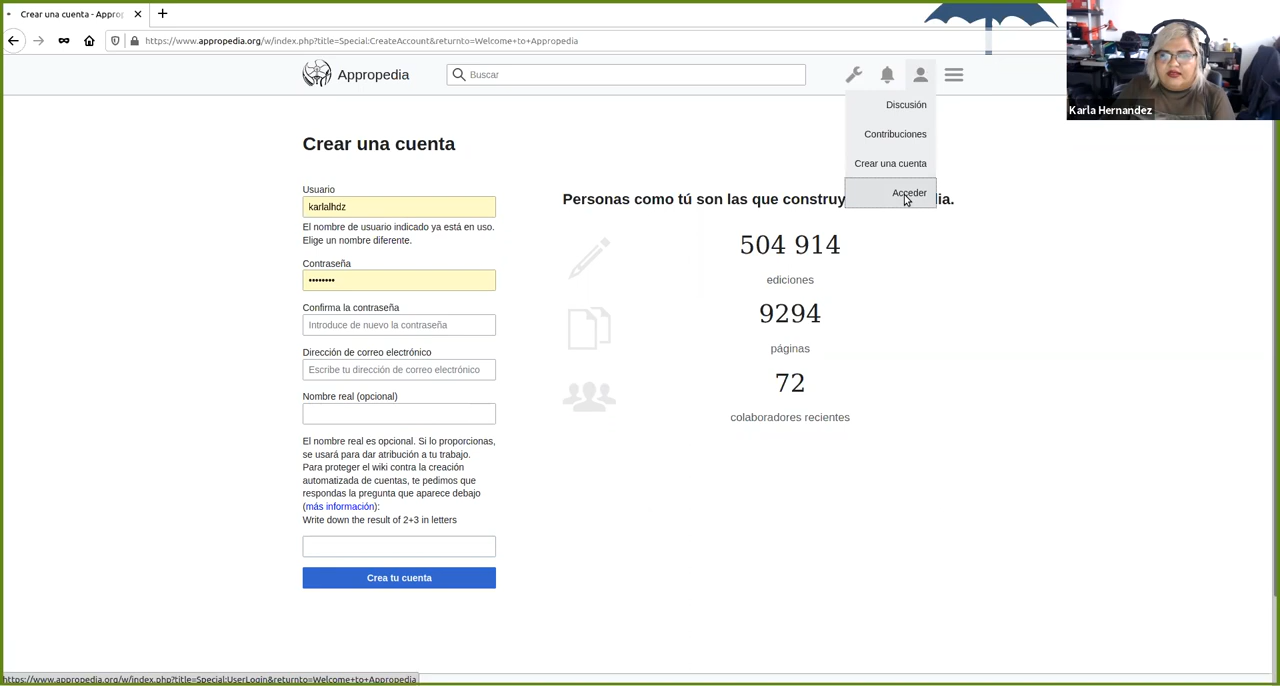 Crear una cuenta - Approp
https://www.appropedia.org/w/index.php?title=Special:CreateAccount&returnto=Welcome+to+Appropedia
Karla Hernandez
Appropedia
Buscar
Discusión
Contribuciones
Crear una cuenta
Acceder
Crear una cuenta
Usuario
karlalhdz
El nombre de usuario indicado ya está en uso.
Elige un nombre diferente.
Contraseña
••••••••
Confirma la contraseña
Introduce de nuevo la contraseña
Dirección de correo electrónico
Escribe tu dirección de correo electrónico
Nombre real (opcional)
El nombre real es opcional. Si lo proporcionas,
se usará para dar atribución a tu trabajo.
Para proteger el wiki contra la creación
automatizada de cuentas, te pedimos que
respondas la pregunta que aparece debajo
(más información):
Write down the result of 2+3 in letters
Crea tu cuenta
Personas como tú son las que construy dia.
504 914
ediciones
9294
páginas
72
colaboradores recientes
https://www.appropedia.org/w/index.php?title=Special:UserLogin&returnto=Welcome+to+Appropedia